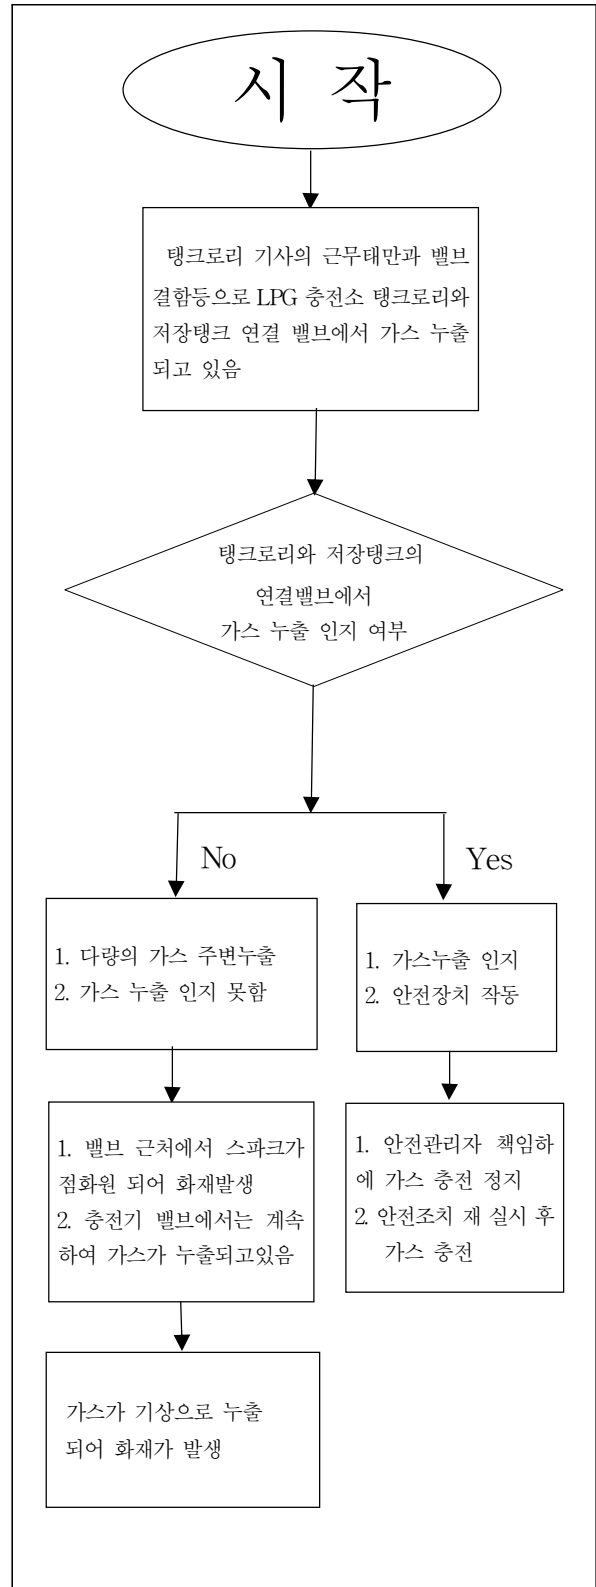 시 작
탱크로리 기사의 근무태만과 밸브
결함등으로 LPG 충전소 탱크로리와
저장탱크 연결 밸브에서 가스 누출
되고 있음
탱크로리와 저장탱크의
연결밸브에서
가스 누출 인지 여부
No
Yes
1. 다량의 가스 주변누출
2. 가스 누출 인지 못함
1. 가스누출 인지
2. 안전장치 작동
1. 밸브 근처에서 스파크가
점화원 되어 화재발생
2. 충전기 밸브에서는 계속
하여 가스가 누출되고있음
1. 안전관리자 책임하
에 가스 충전 정지
2. 안전조치 재 실시 후
가스 충전
가스가 기상으로 누출
되어 화재가 발생